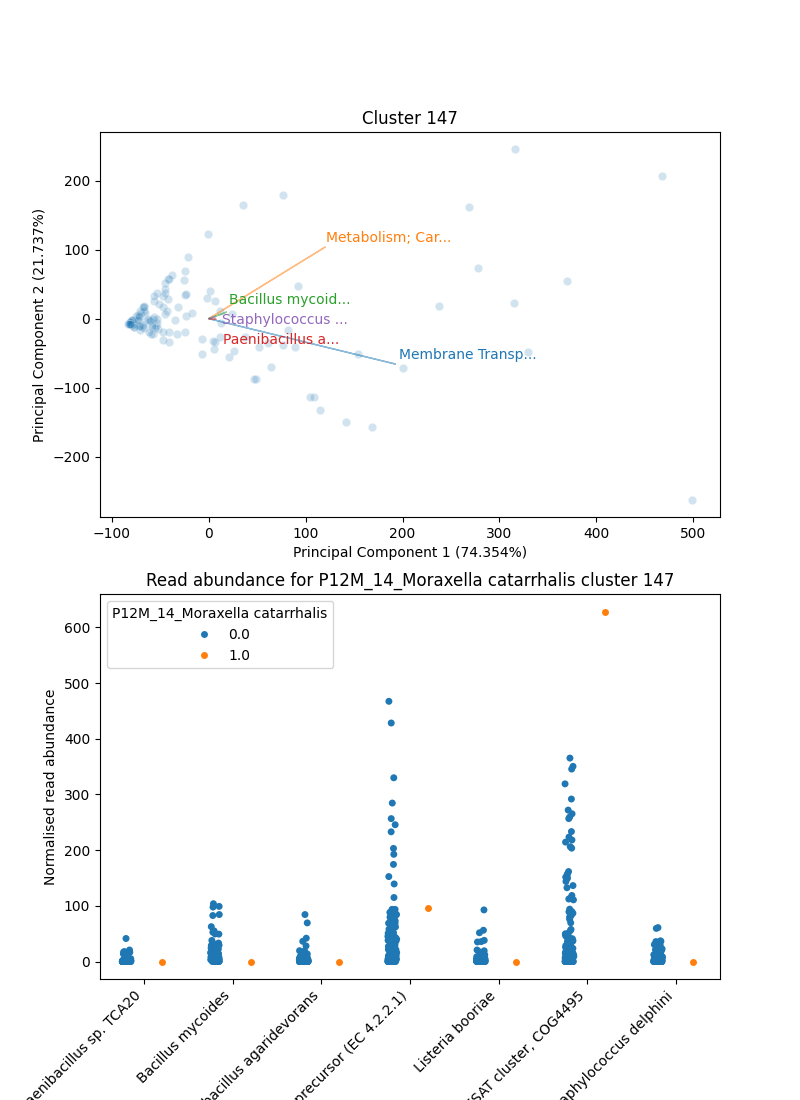 Cluster 147
Principal Component 2 (21.737%)
200
100
0
−100
−200
Metabolism; Car...
Bacillus mycoid...
Staphylococcus ...
Paenibacillus a...
Membrane Transp...
−100
0
100
200
300
400
500
Principal Component 1 (74.354%)
Read abundance for P12M_14_Moraxella catarrhalis cluster 147
Normalised read abundance
600
500
400
300
200
100
0
P12M_14_Moraxella catarrhalis
0.0
1.0
aenibacillus sp. TCA20
Bacillus mycoides
bacillus agaridevorans
precursor (EC 4.2.2.1)
Listeria booriae
SAT cluster, COG4495
aphylococcus delphini